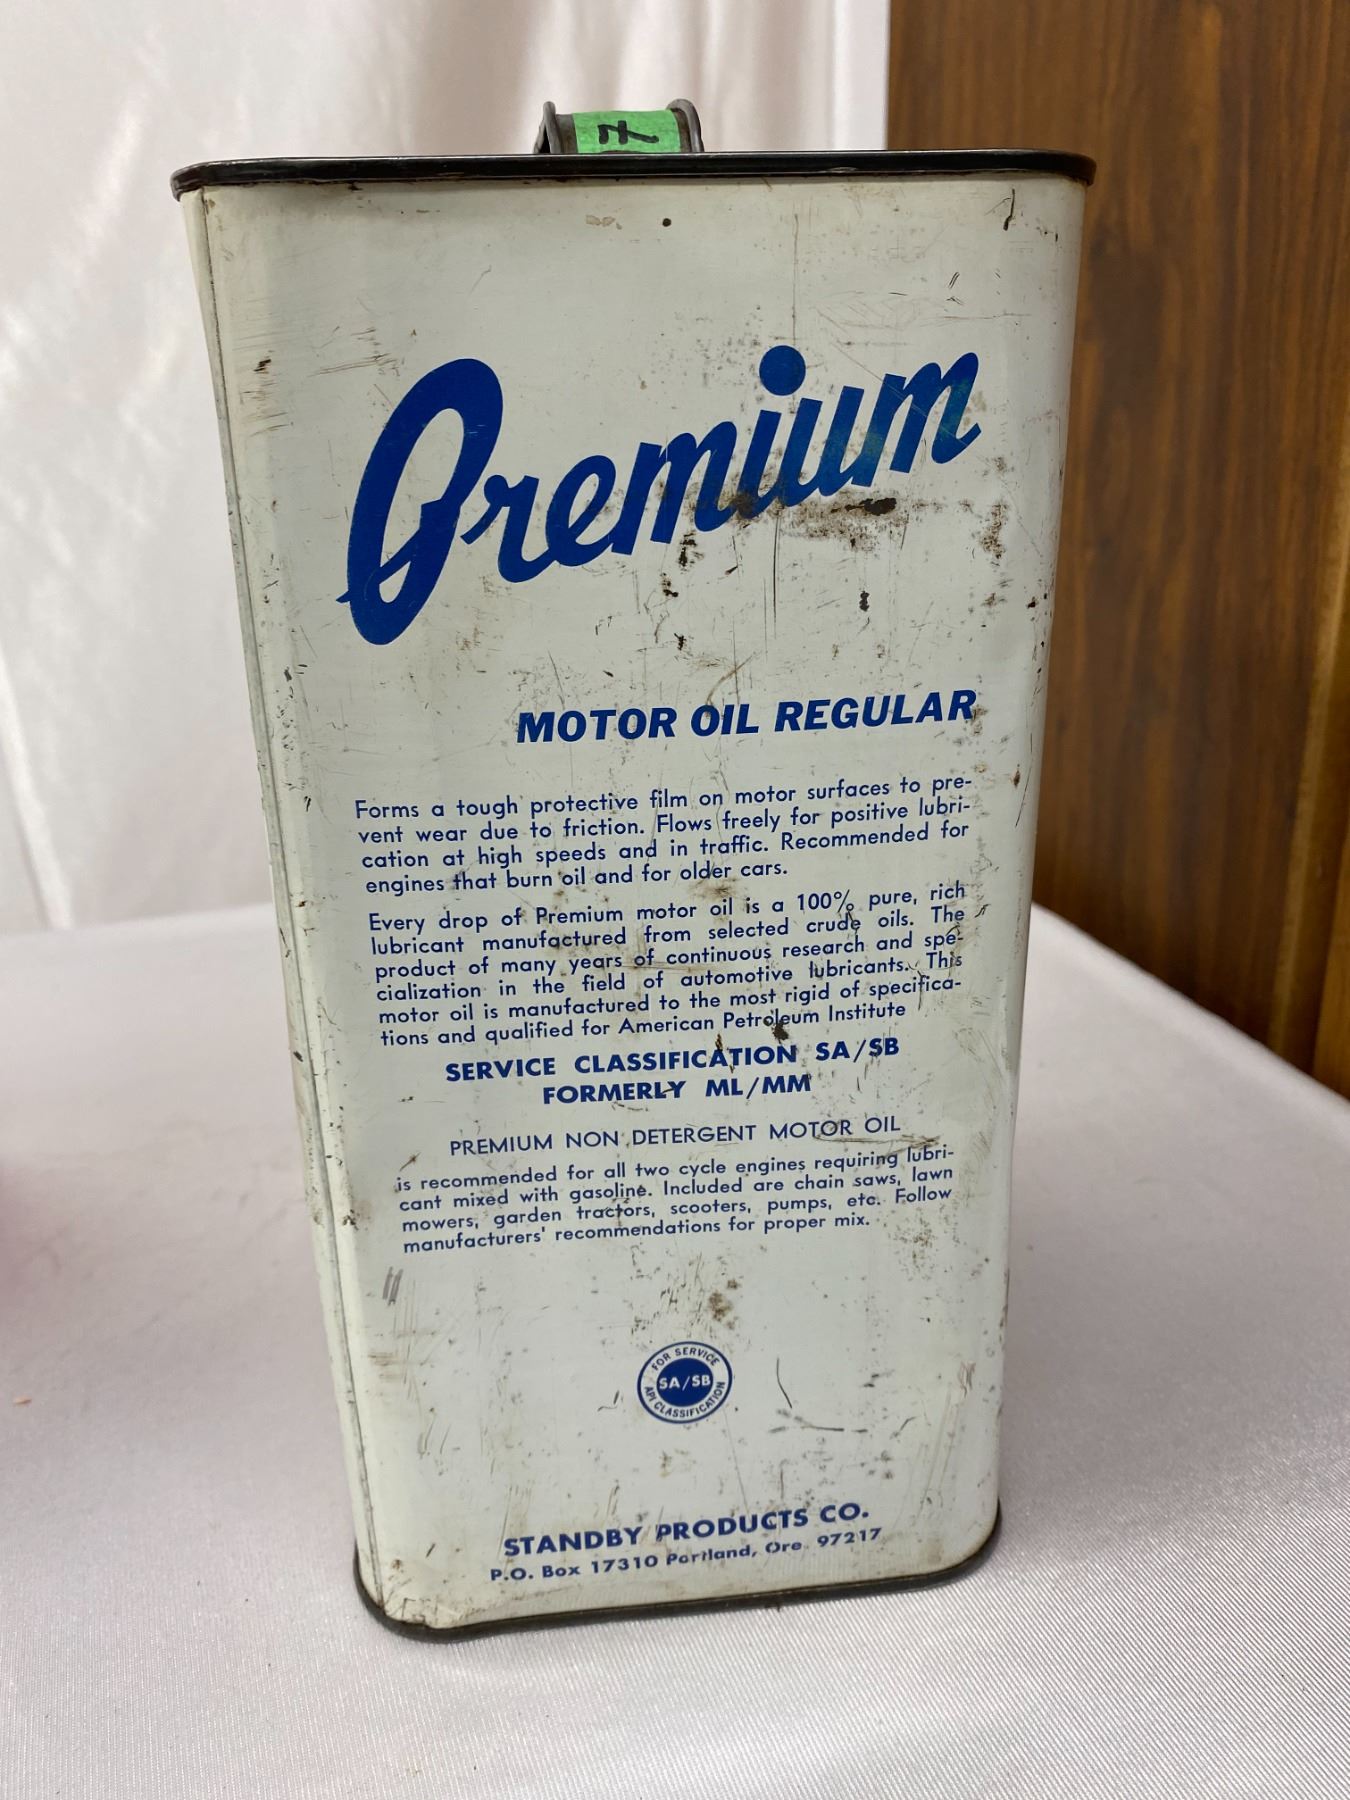 7
Premium
MOTOR OIL REGULAR
Forms a tough protective film on motor surfaces to pre-
vent wear due to friction. Flows freely for positive lubri-
cation at high speeds and in traffic. Recommended for
engines that burn oil and for older cars.
Every drop of Premium motor oil is a 100% pure, rich
lubricant manufactured from selected crude oils. The
product of many years of continuous research and spe-
cialization in the field of automotive lubricants. This
motor oil is manufactured to the most rigid of specifica-
tions and qualified for American Petroleum Institute
SERVICE CLASSIFICATION SA/SB
FORMERLY ML/MM
PREMIUM NON DETERGENT MOTOR OIL
is recommended for all two cycle engines requiring lubri-
cant mixed with gasoline. Included are chain saws, lawn
mowers, garden tractors, scooters, pumps, etc. Follow
manufacturers' recommendations for proper mix.
FOR SERVICE
SA/SB
API CLASSIFICATION
STANDBY PRODUCTS CO.
P.O. Box 17310 Portland, Ore. 97217